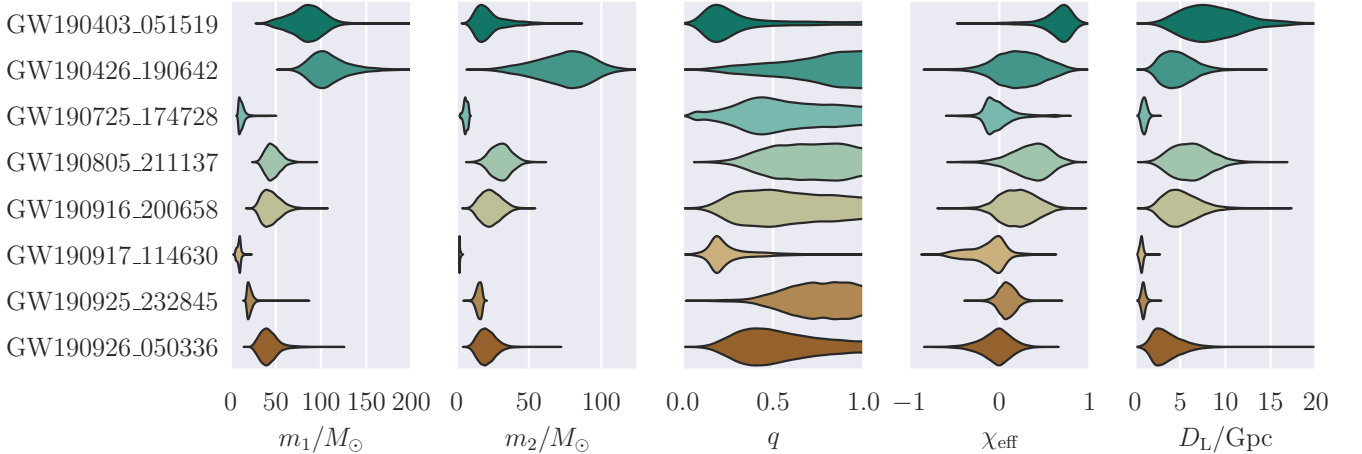 GW190403_051519
GW190426_190642
GW190725_174728
GW190805_211137
GW190916_200658
GW190917_114630
GW190925_232845
GW190926_050336
0 50 100 150 200 0 50 100 0.0 0.5 1.0 −1 0 1 0 5 10 15 20
m₁/M⊙ m₂/M⊙ q χeff D_L/Gpc